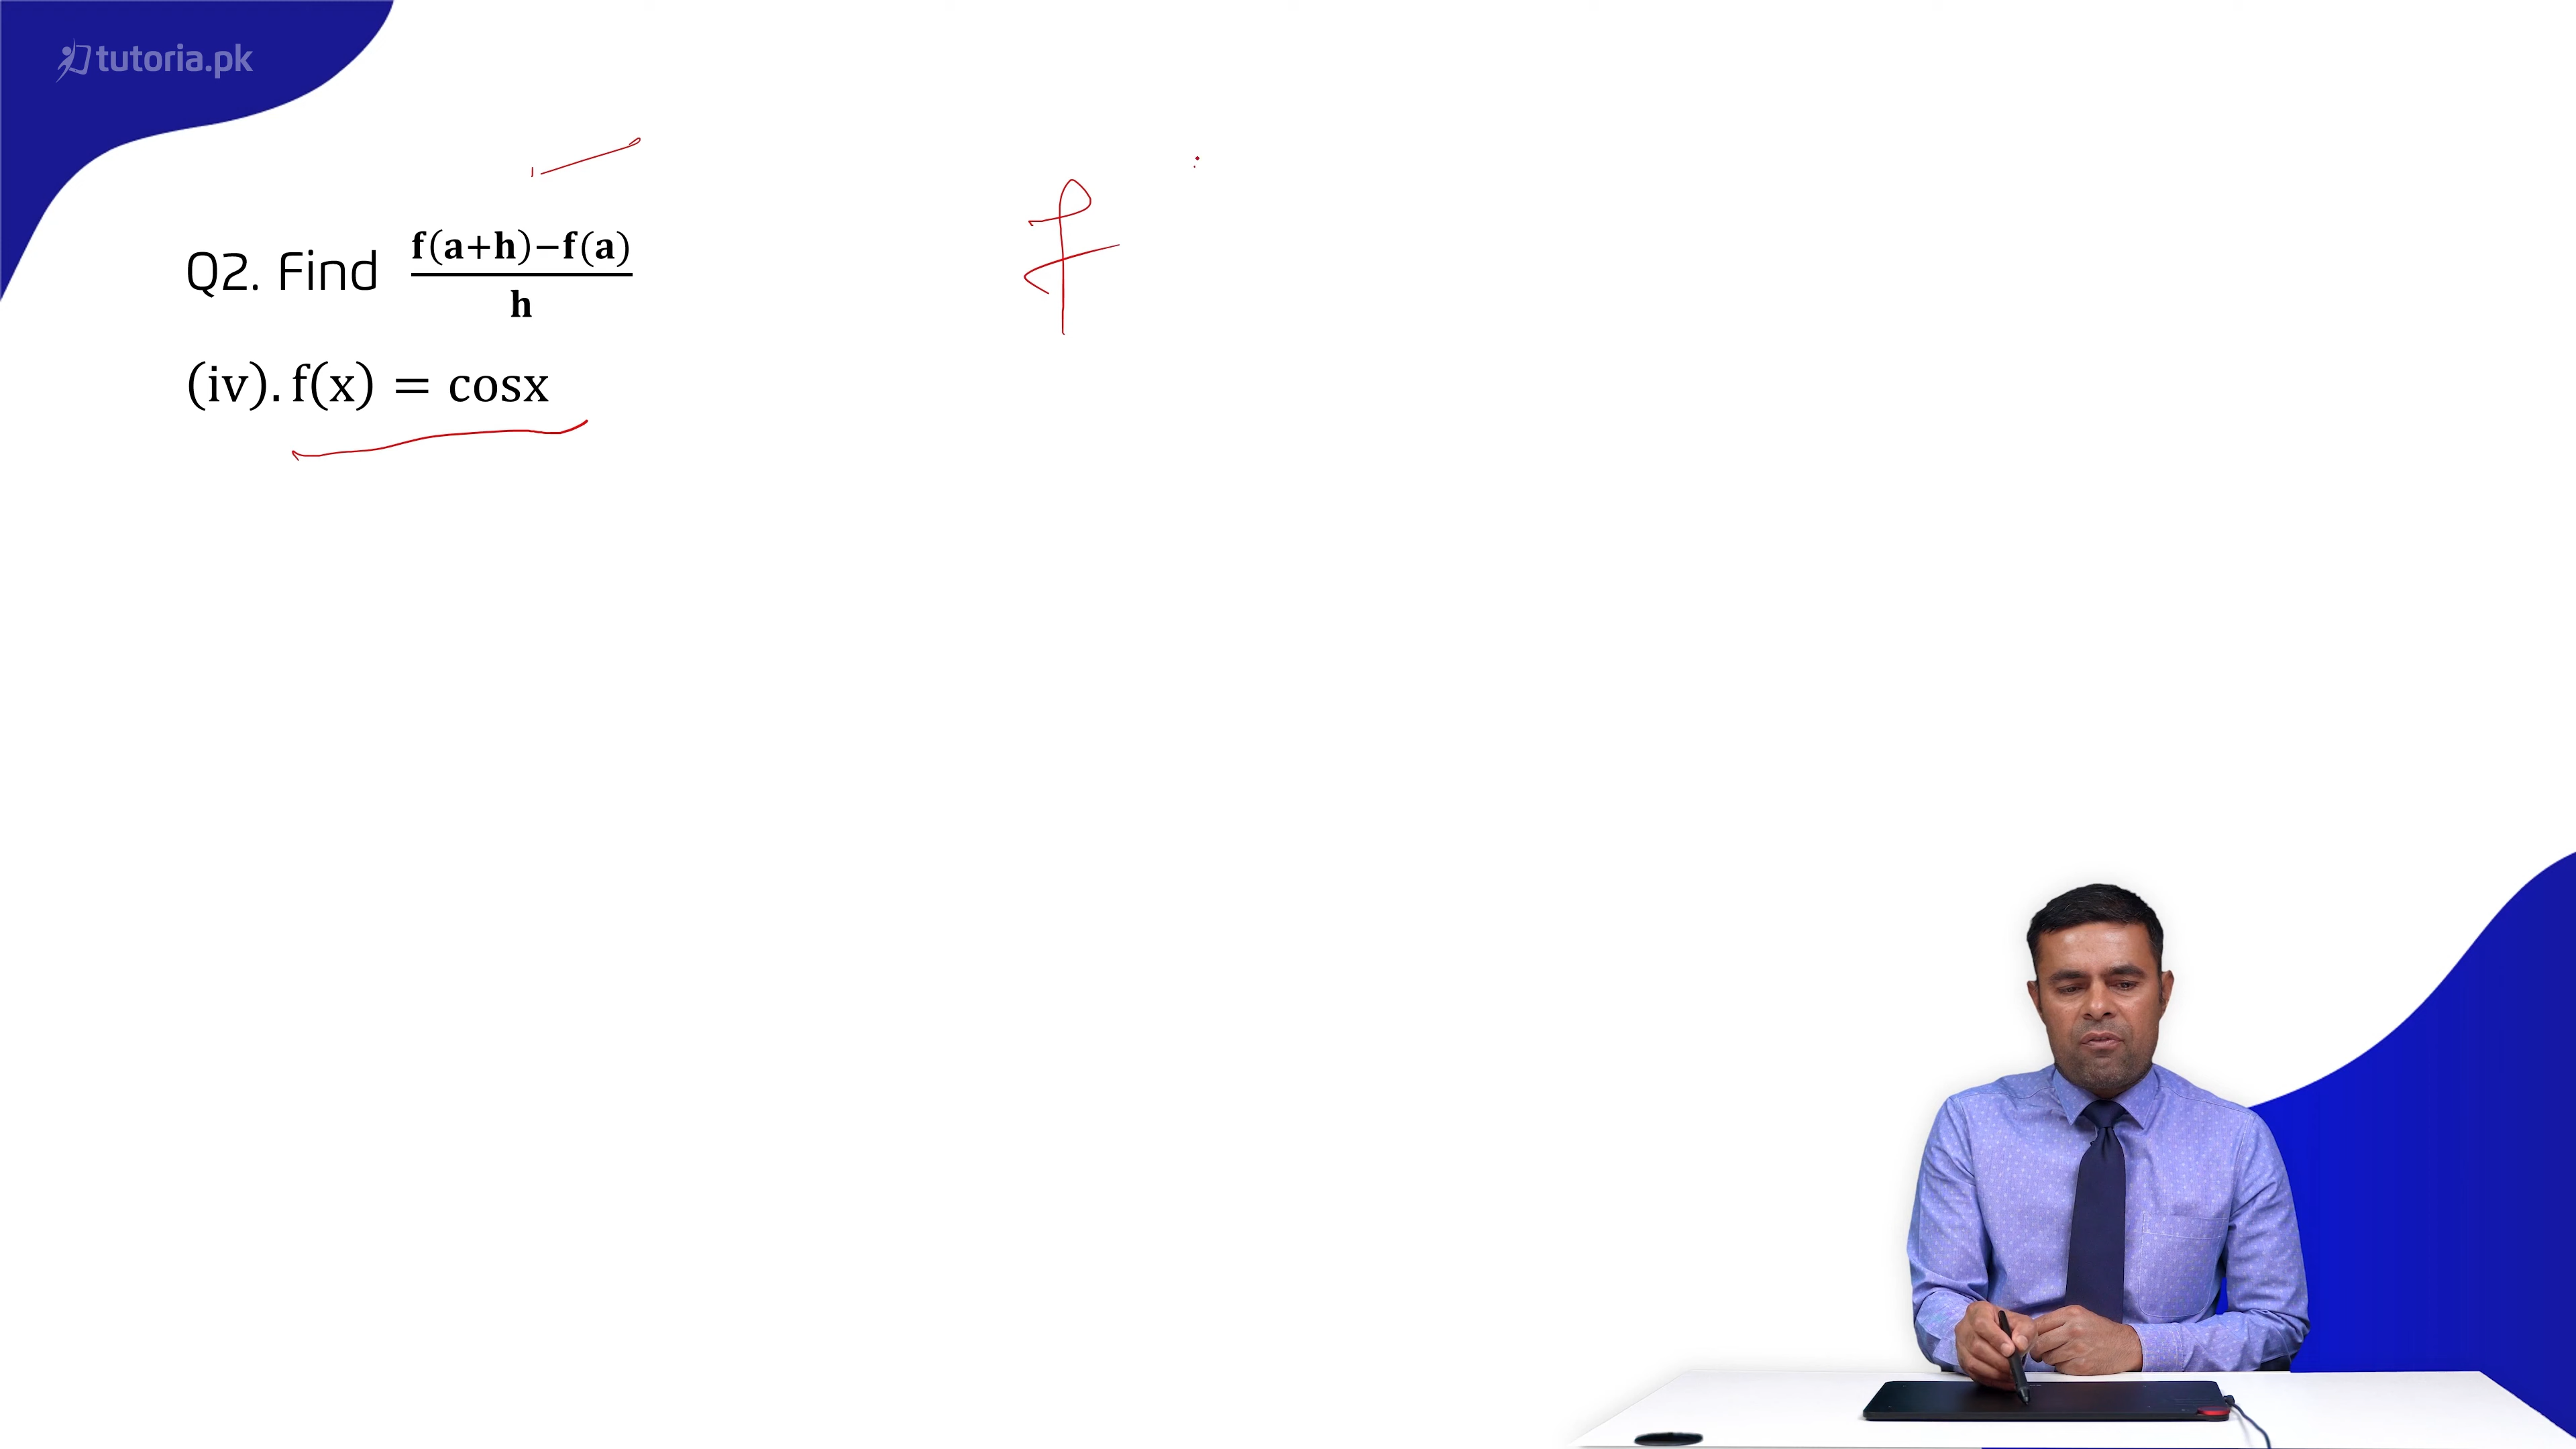 tutoria.pk
Q2. Find f(a+h)−f(a)
h
(iv). f(x) = cosx
f